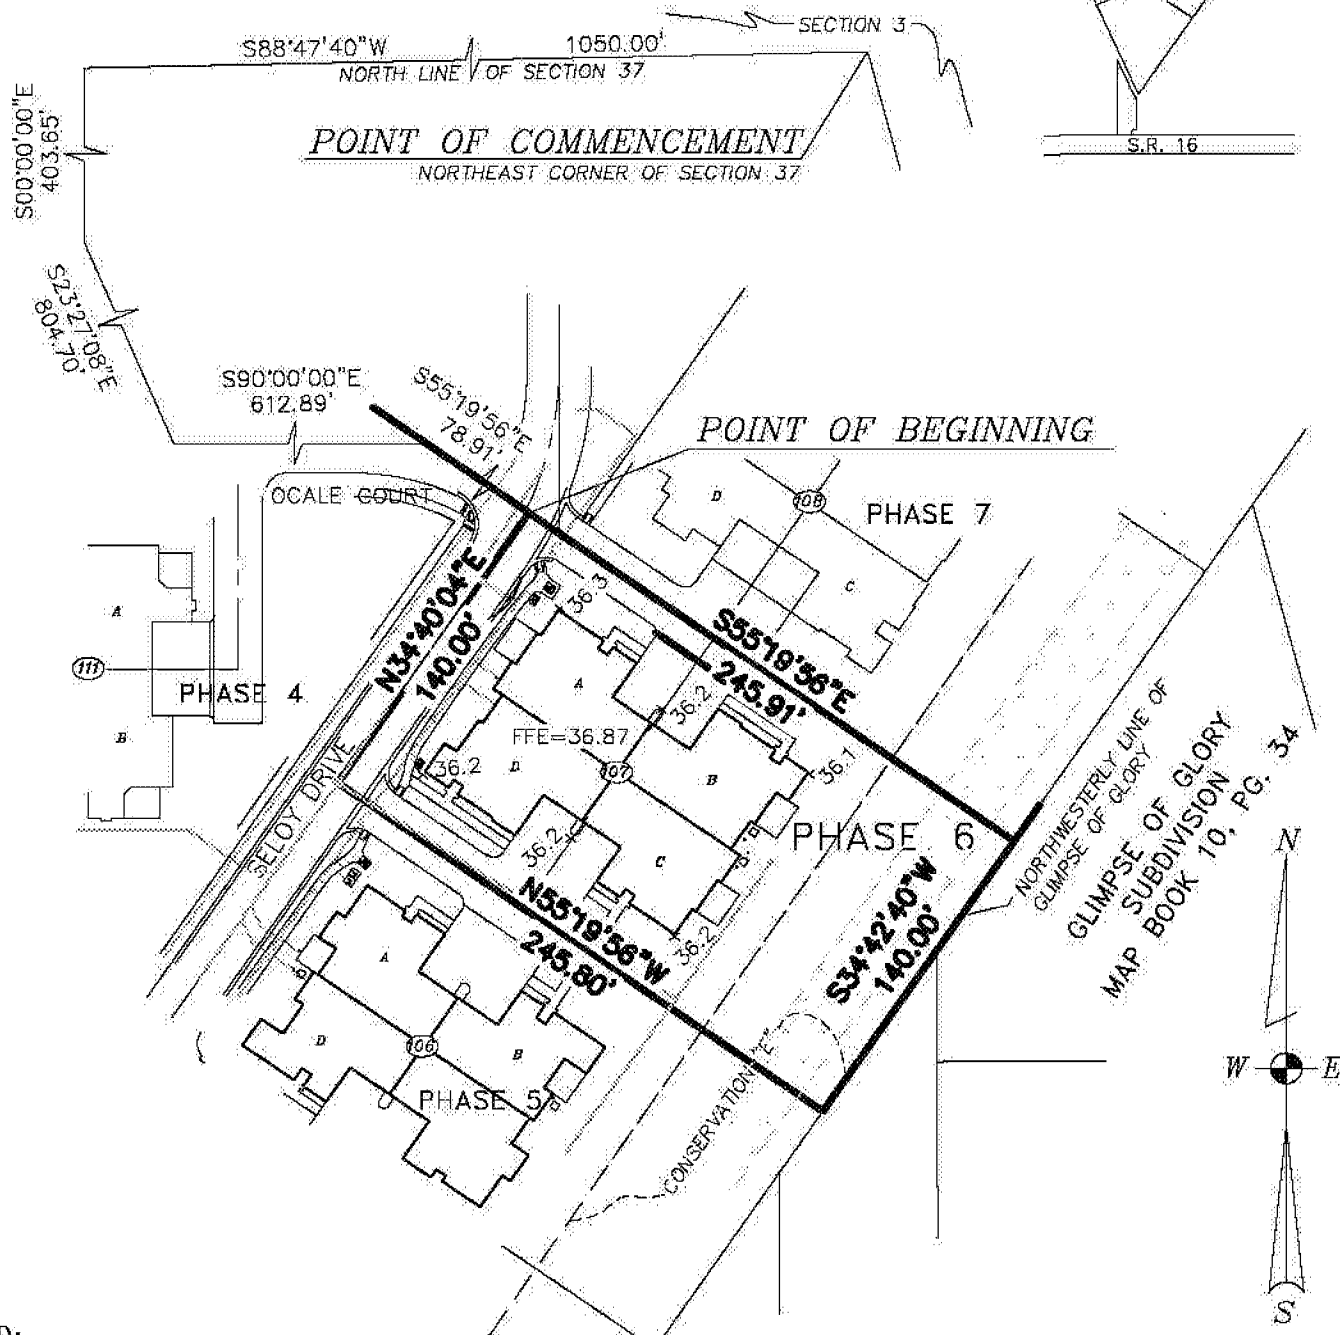 SECTION 3
S88°47'40"W 1050.00'
NORTH LINE OF SECTION 37
S00°00'00"E
403.65'
POINT OF COMMENCEMENT
NORTHEAST CORNER OF SECTION 37
S.R. 16
S23°27'08"E
804.70'
S90°00'00"E
612.89'
S55°19'56"E
78.91'
POINT OF BEGINNING
OCALE COURT
D
108
PHASE 7
C
N34°40'04"E
140.00'
36.3
S55°19'56"E
245.91'
A
111
PHASE 4
B
A
36.2
FFE=36.87
D
36.2
107
B
36.1
SELOY DRIVE
PHASE 6
36.2
C
N55°19'56"W
245.80'
36.2
S34°42'40"W
140.00'
NORTHWESTERLY LINE OF
GLIMPSE OF GLORY
GLIMPSE OF GLORY
SUBDIVISION
MAP BOOK 10, PG. 34
A
D
106
B
PHASE 5
CONSERVATION "E"
N
W E
S